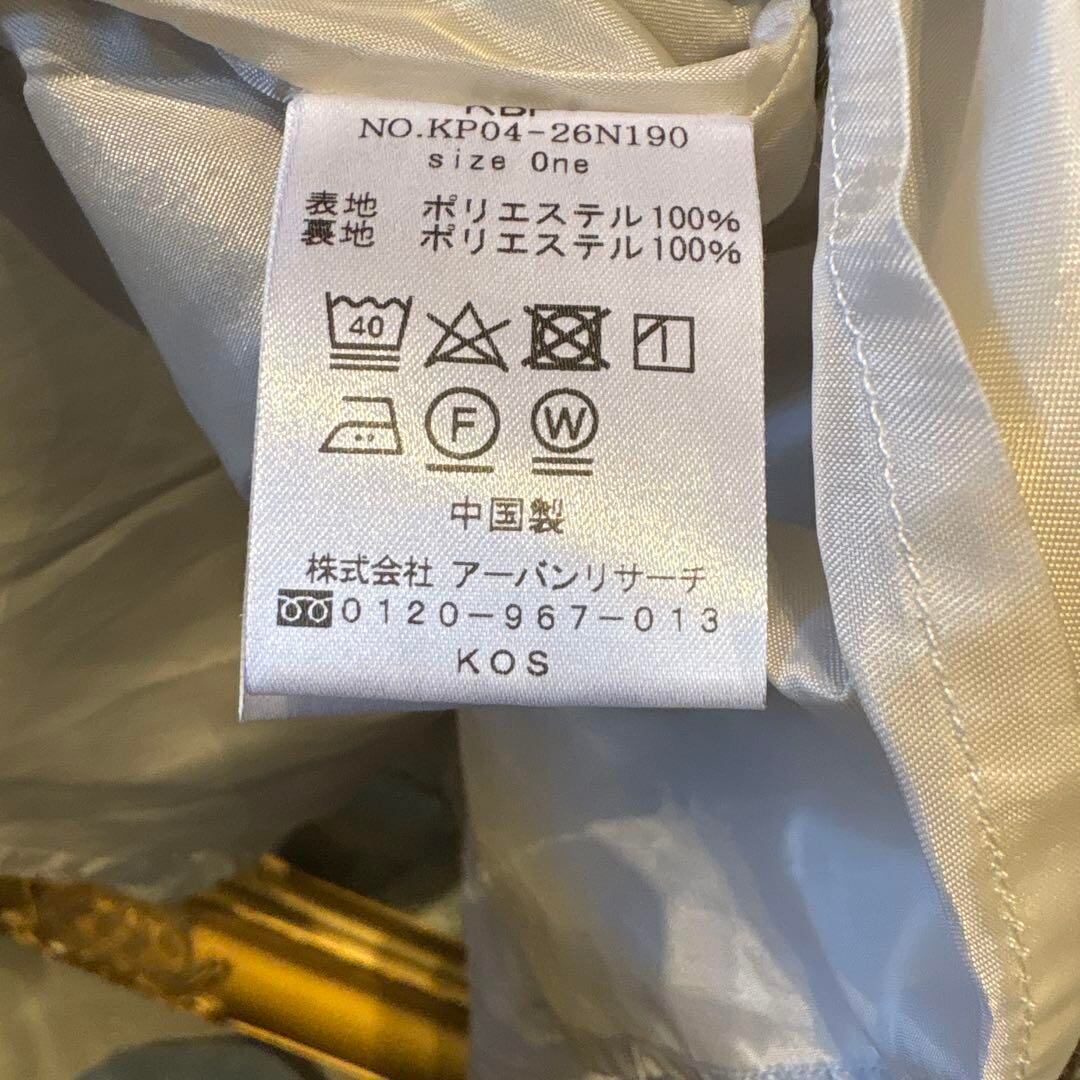 KBF
NO.KP04-26N190
size One
表地 ポリエステル100%
裏地 ポリエステル100%
40
F
W
中国製
株式会社 アーバンリサーチ
0120-967-013
KOS